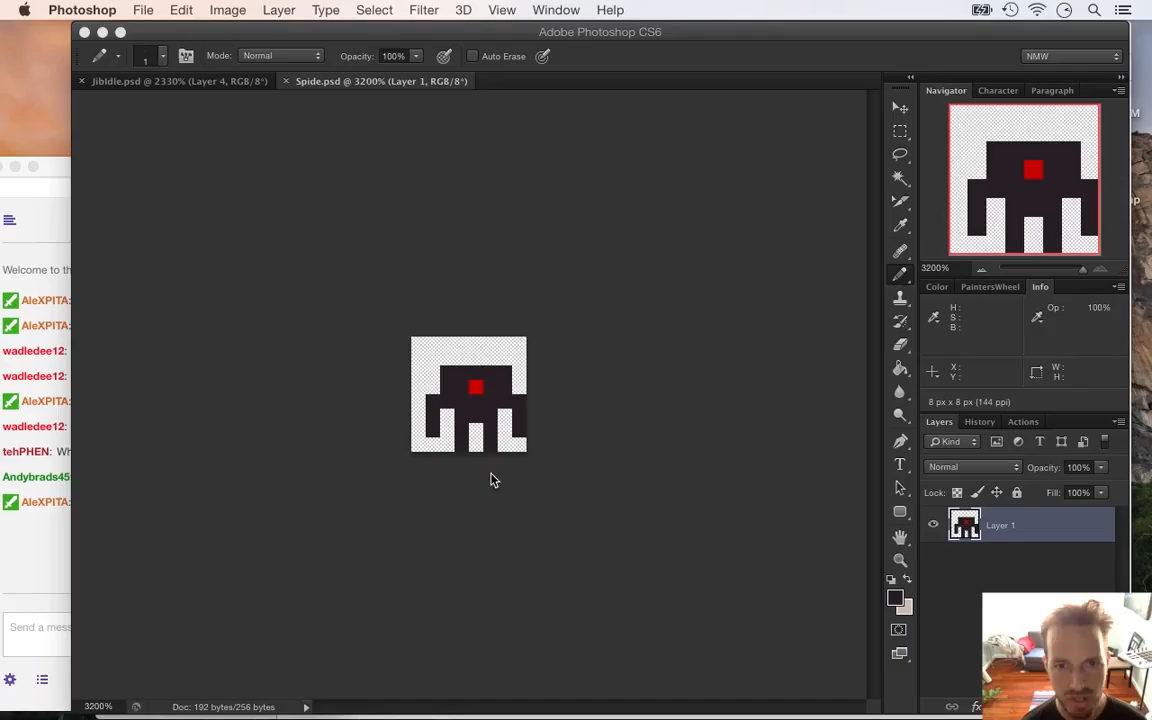 Photoshop File Edit Image Layer Type Select Filter 3D View Window Help
Adobe Photoshop CS6
1 Mode: Normal Opacity: 100% Auto Erase NMW
JibIdle.psd @ 2330% (Layer 4, RGB/8*) Spide.psd @ 3200% (Layer 1, RGB/8*)
Navigator Character Paragraph
3200%
Color PaintersWheel Info
H: Op: 100%
S:
B:
X: W:
Y: H:
8 px x 8 px (144 ppi)
Layers History Actions
Kind
Normal Opacity: 100%
Lock: Fill: 100%
Layer 1
fx
3200% Doc: 192 bytes/256 bytes
Welcome to th
AleXPITA:
AleXPITA:
wadledee12:
wadledee12:
AleXPITA:
wadledee12:
tehPHEN: Wh
Andybrads45:
AleXPITA:
Send a mess
M